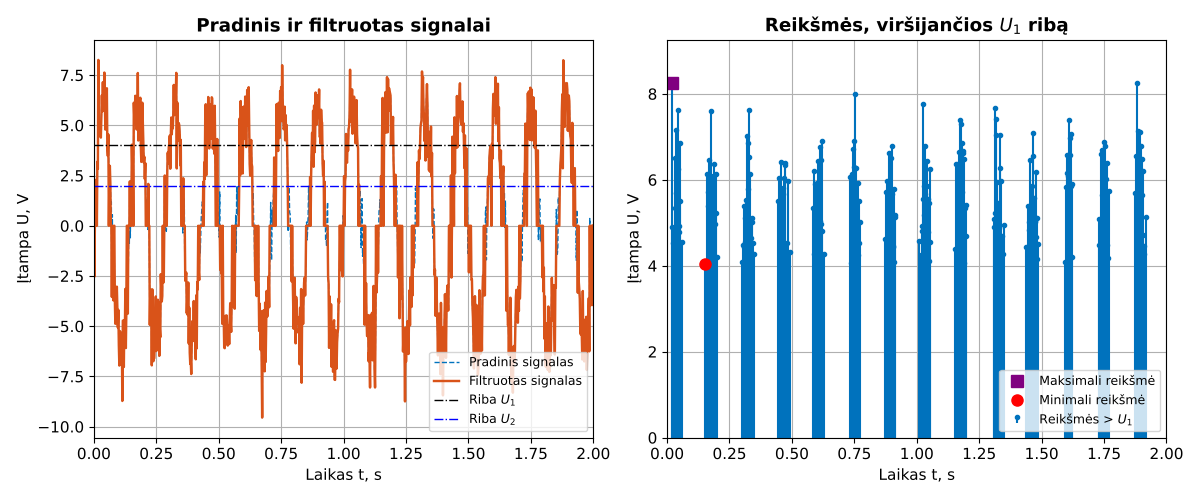 Pradinis ir filtruotas signalai
Įtampa U, V
7.5
5.0
2.5
0.0
−2.5
−5.0
−7.5
−10.0
Pradinis signalas
Filtruotas signalas
Riba U₁
Riba U₂
0.00 0.25 0.50 0.75 1.00 1.25 1.50 1.75 2.00
Laikas t, s
Reikšmės, viršijančios U₁ ribą
Įtampa U, V
8
6
4
2
0
Maksimali reikšmė
Minimali reikšmė
Reikšmės > U₁
0.00 0.25 0.50 0.75 1.00 1.25 1.50 1.75 2.00
Laikas t, s